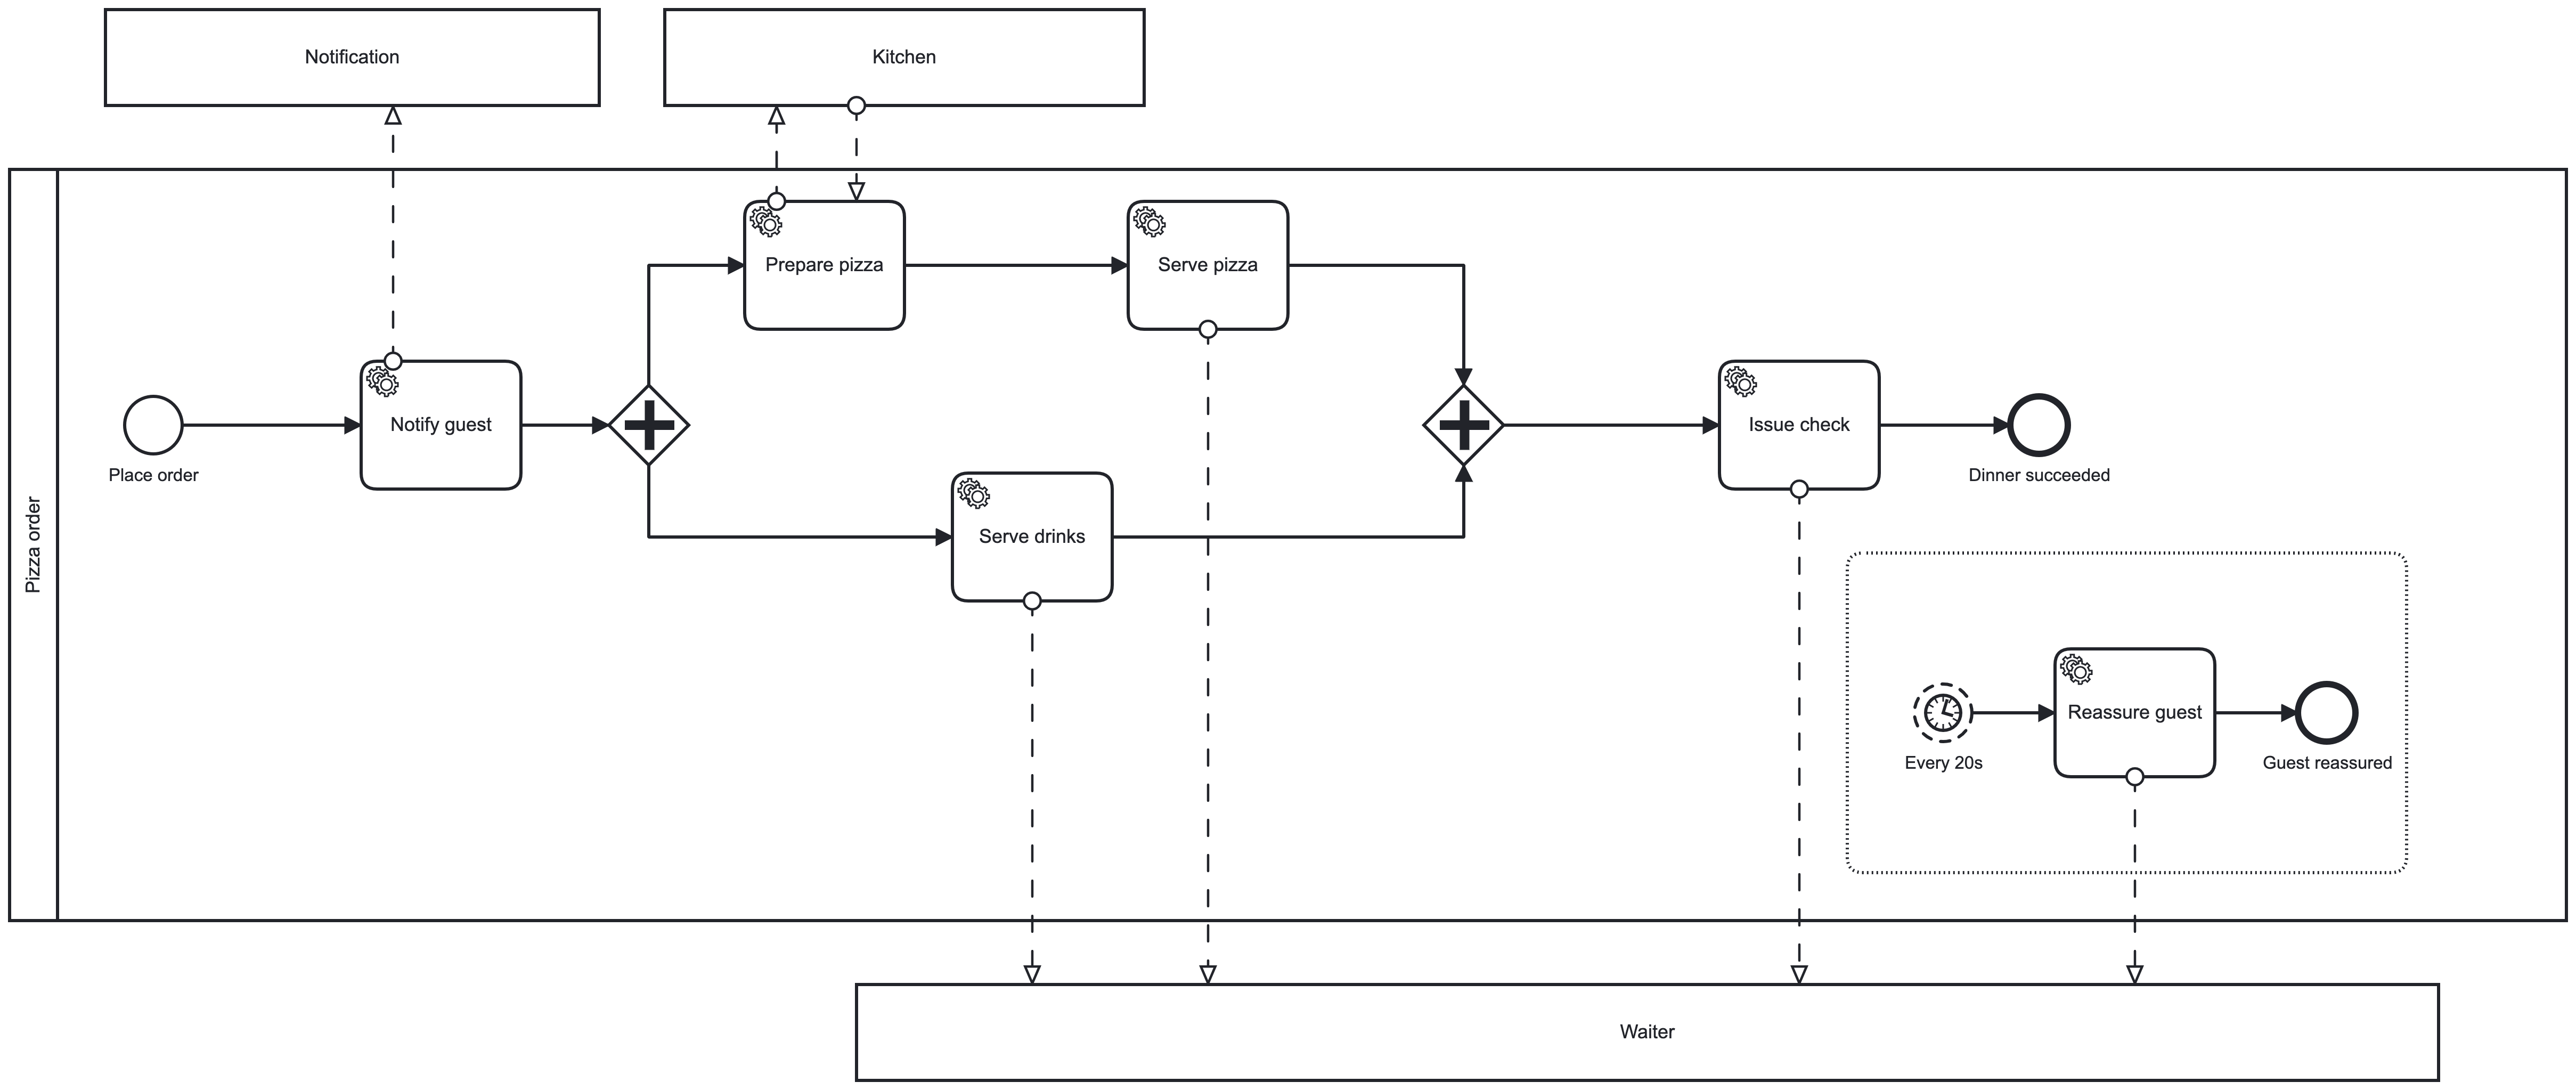 Notification
Kitchen
Pizza order
Prepare pizza
Serve pizza
Place order
Notify guest
Serve drinks
Issue check
Dinner succeeded
Every 20s
Reassure guest
Guest reassured
Waiter